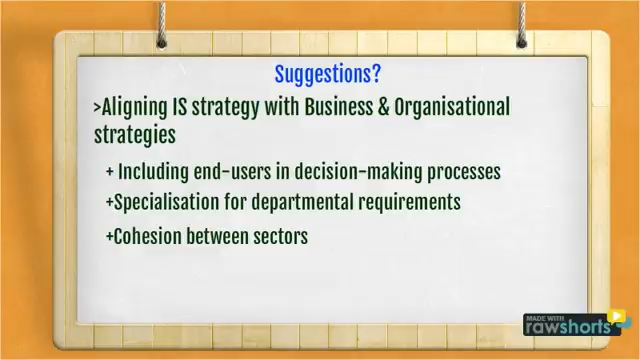 Suggestions?
>Aligning IS strategy with Business & Organisational
strategies
+ Including end-users in decision-making processes
+Specialisation for departmental requirements
+Cohesion between sectors
MADE WITH
rawshorts